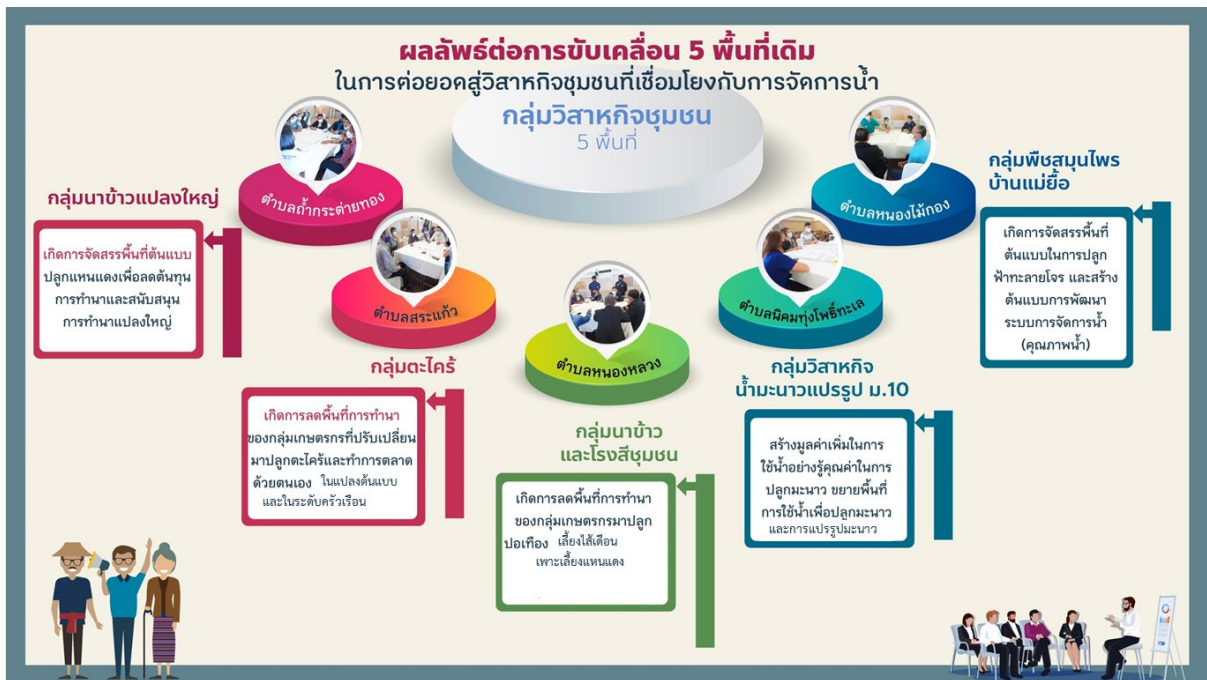 ผลลัพธ์ต่อการขับเคลื่อน 5 พื้นที่เดิม
ในการต่อยอดสู่วิสาหกิจชุมชนที่เชื่อมโยงกับการจัดการน้ำ
กลุ่มวิสาหกิจชุมชน
5 พื้นที่
ตำบลถ้ำกระต่ายทอง
กลุ่มนาข้าวแปลงใหญ่
เกิดการจัดสรรพื้นที่ต้นแบบ
ปลูกแหนแดงเพื่อลดต้นทุน
การทำนาและสนับสนุน
การทำนาแปลงใหญ่
ตำบลสระแก้ว
กลุ่มตะไคร้
เกิดการลดพื้นที่การทำนา
ของกลุ่มเกษตรกรที่ปรับเปลี่ยน
มาปลูกตะไคร้และทำการตลาด
ด้วยตนเอง ในแปลงต้นแบบ
และในระดับครัวเรือน
ตำบลหนองหลวง
กลุ่มนาข้าว
และโรงสีชุมชน
เกิดการลดพื้นที่การทำนา
ของกลุ่มเกษตรกรมาปลูก
ปอเทือง เลี้ยงไส้เดือน
เพาะเลี้ยงแหนแดง
ตำบลนิคมทุ่งโพธิ์ทะเล
กลุ่มวิสาหกิจ
น้ำมะนาวแปรรูป ม.10
สร้างมูลค่าเพิ่มในการ
ใช้น้ำอย่างรู้คุณค่าในการ
ปลูกมะนาว ขยายพื้นที่
การใช้น้ำเพื่อปลูกมะนาว
และการแปรรูปมะนาว
ตำบลหนองไม้กอง
กลุ่มพืชสมุนไพร
บ้านแม่ยื้อ
เกิดการจัดสรรพื้นที่
ต้นแบบในการปลูก
ฟ้าทะลายโจร และสร้าง
ต้นแบบการพัฒนา
ระบบการจัดการน้ำ
(คุณภาพน้ำ)